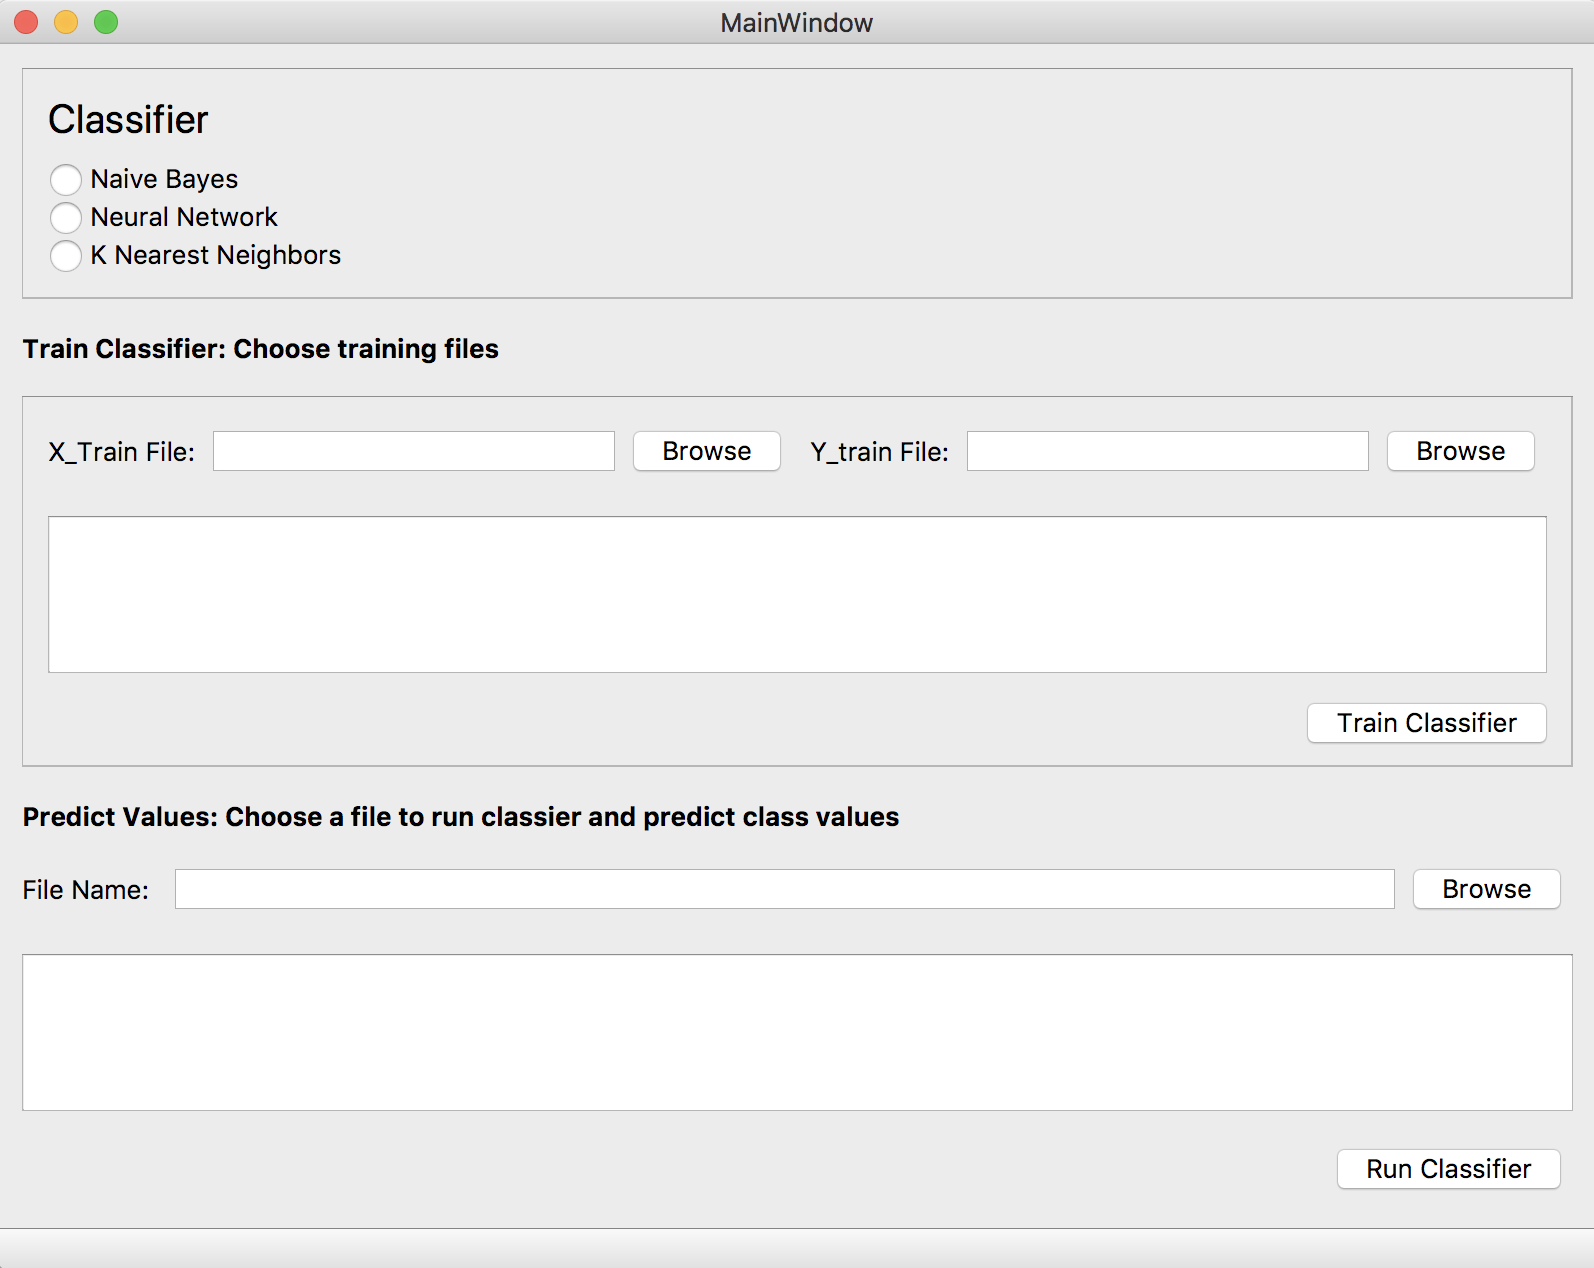 MainWindow
Classifier
Naive Bayes
Neural Network
K Nearest Neighbors
Train Classifier: Choose training files
X_Train File: Browse Y_train File: Browse
Train Classifier
Predict Values: Choose a file to run classier and predict class values
File Name: Browse
Run Classifier